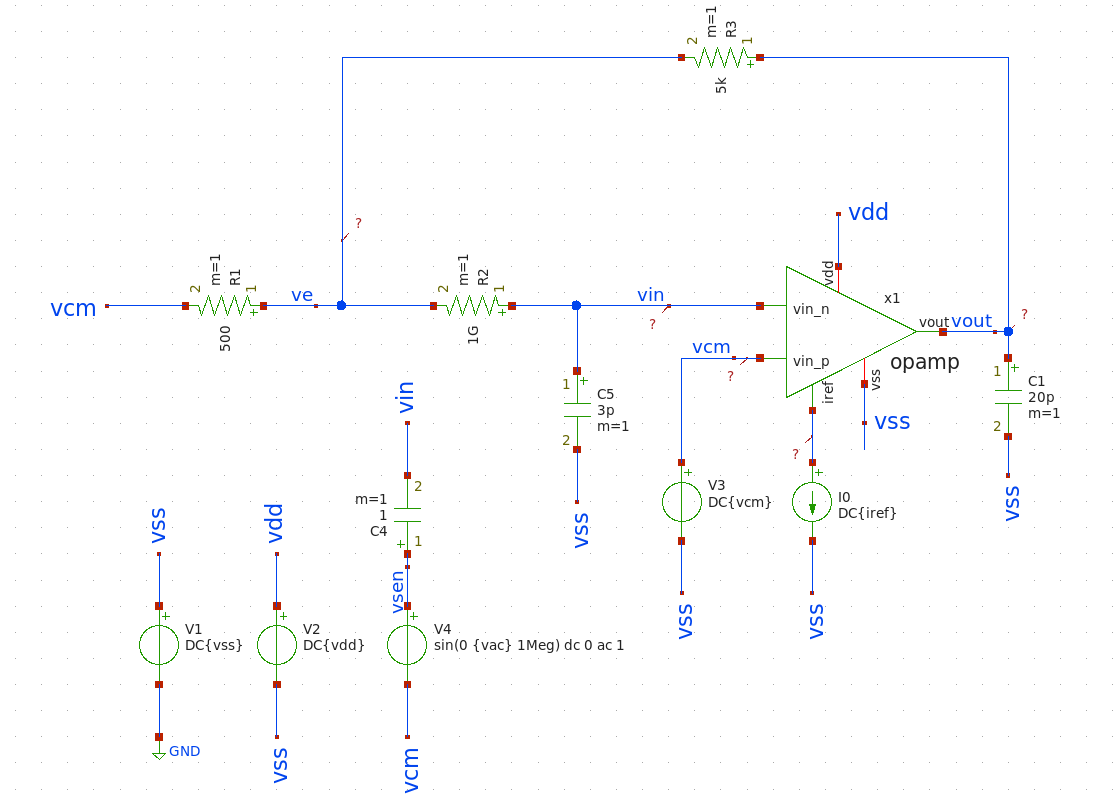 m=1
R3
2
1
5k
?
vdd
vdd
m=1
R1
2
1
500
vcm
ve
m=1
R2
2
1
1G
vin
?
vin_n
x1
vout
vout
?
vcm
?
vin_p
iref
vss
opamp
vss
1
C1
20p
m=1
2
vss
1
C5
3p
m=1
2
vss
vin
2
m=1
1
C4
1
vsen
V3
DC{vcm}
vss
?
I0
DC{iref}
vss
vss
V1
DC{vss}
GND
vdd
V2
DC{vdd}
vss
V4
sin(0 {vac} 1Meg) dc 0 ac 1
vcm